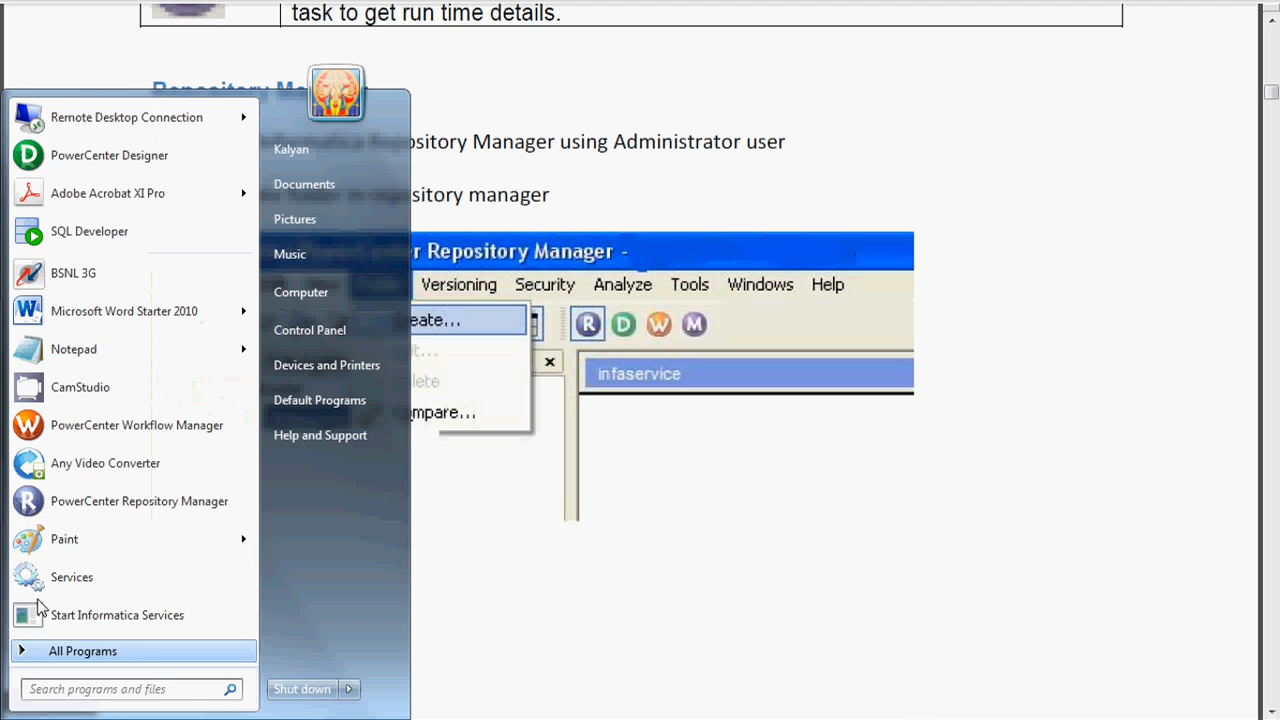 task to get run time details.
Remote Desktop Connection
PowerCenter Designer
Adobe Acrobat XI Pro
SQL Developer
BSNL 3G
Microsoft Word Starter 2010
Notepad
CamStudio
PowerCenter Workflow Manager
Any Video Converter
PowerCenter Repository Manager
Paint
Services
Start Informatica Services
All Programs
Search programs and files
Kalyan
Documents
Pictures
Music
Computer
Control Panel
Devices and Printers
Default Programs
Help and Support
Shut down
Repository Manager using Administrator user
repository manager
Repository Manager -
Versioning Security Analyze Tools Windows Help
R D W M
infaservice